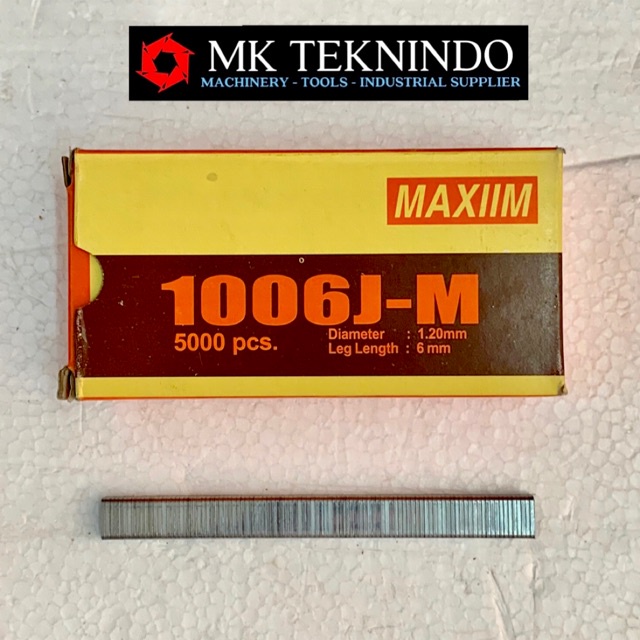 MK TEKNINDO
MACHINERY - TOOLS - INDUSTRIAL SUPPLIER
MAXIIM
1006J-M
5000 pcs.
Diameter : 1.20mm
Leg Length : 6 mm